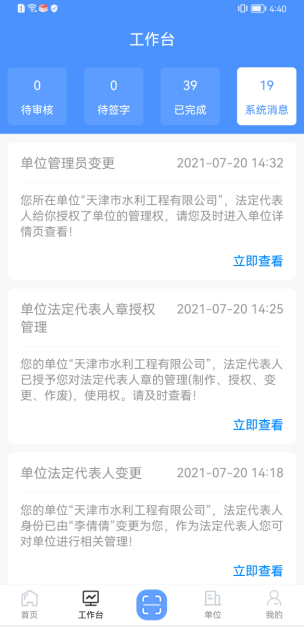 4:40
工作台
0
0
39
19
待审核
待签字
已完成
系统消息
单位管理员变更
2021-07-20 14:32
您所在单位“天津市水利工程有限公司”，法定代表
人给你授权了单位的管理权，请您及时进入单位详
情页查看！
立即查看
单位法定代表人章授权
管理
2021-07-20 14:25
您的单位“天津市水利工程有限公司”，法定代表人
已授予您对法定代表人章的管理(制作、授权、变
更、作废)，使用权。请及时查看！
立即查看
单位法定代表人变更
2021-07-20 14:18
您的单位“天津市水利工程有限公司”，法定代表人
身份已由“李倩倩”变更为您，作为法定代表人您可
对单位进行相关管理！
立即查看
首页
工作台
单位
我的